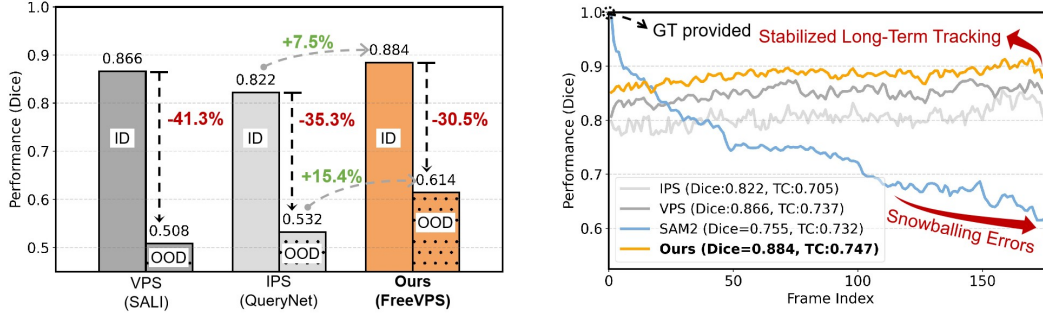 Performance (Dice)
1.0
0.9
0.8
0.7
0.6
0.5
0.866
ID
-41.3%
0.508
OOD
+7.5%
0.822
ID
-35.3%
+15.4%
0.532
OOD
0.884
ID
-30.5%
0.614
OOD
VPS
(SALI)
IPS
(QueryNet)
Ours
(FreeVPS)
Performance (Dice)
1.0
0.9
0.8
0.7
0.6
GT provided
Stabilized Long-Term Tracking
IPS (Dice:0.822, TC:0.705)
VPS (Dice:0.866, TC:0.737)
SAM2 (Dice=0.755, TC:0.732)
Ours (Dice=0.884, TC:0.747)
Snowballing Errors
0
50
100
150
Frame Index